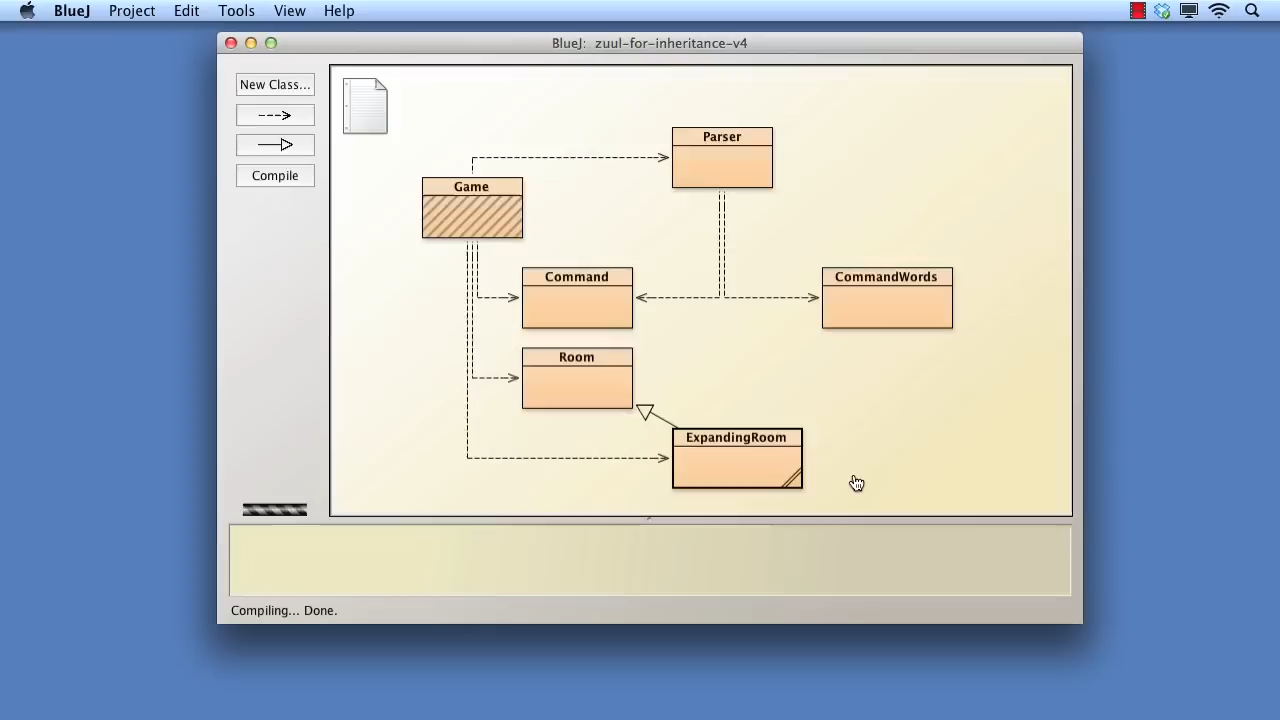 BlueJ Project Edit Tools View Help
BlueJ: zuul-for-inheritance-v4
New Class...
Compile
Parser
Game
Command
CommandWords
Room
ExpandingRoom
Compiling... Done.